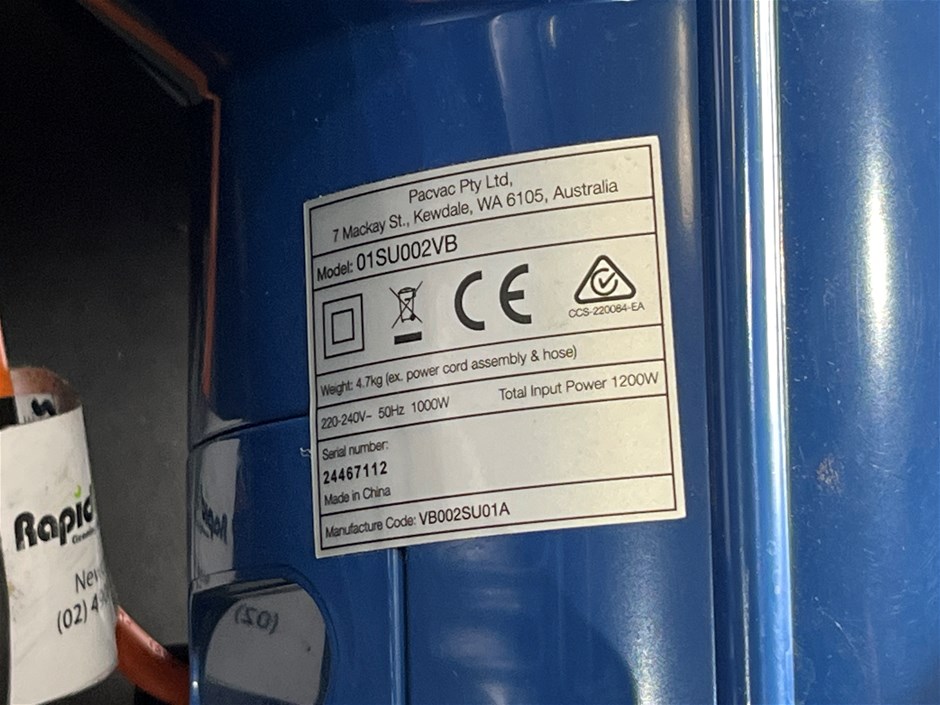 Pacvac Pty Ltd,
7 Mackay St., Kewdale, WA 6105, Australia
Model: 01SU002VB
CE
CCS-220084-EA
Weight: 4.7kg (ex. power cord assembly & hose)
220-240V~ 50Hz 1000W Total Input Power 1200W
Serial number:
24467112
Made in China
Manufacture Code: VB002SU01A
Rapid
(02) 4
(02)